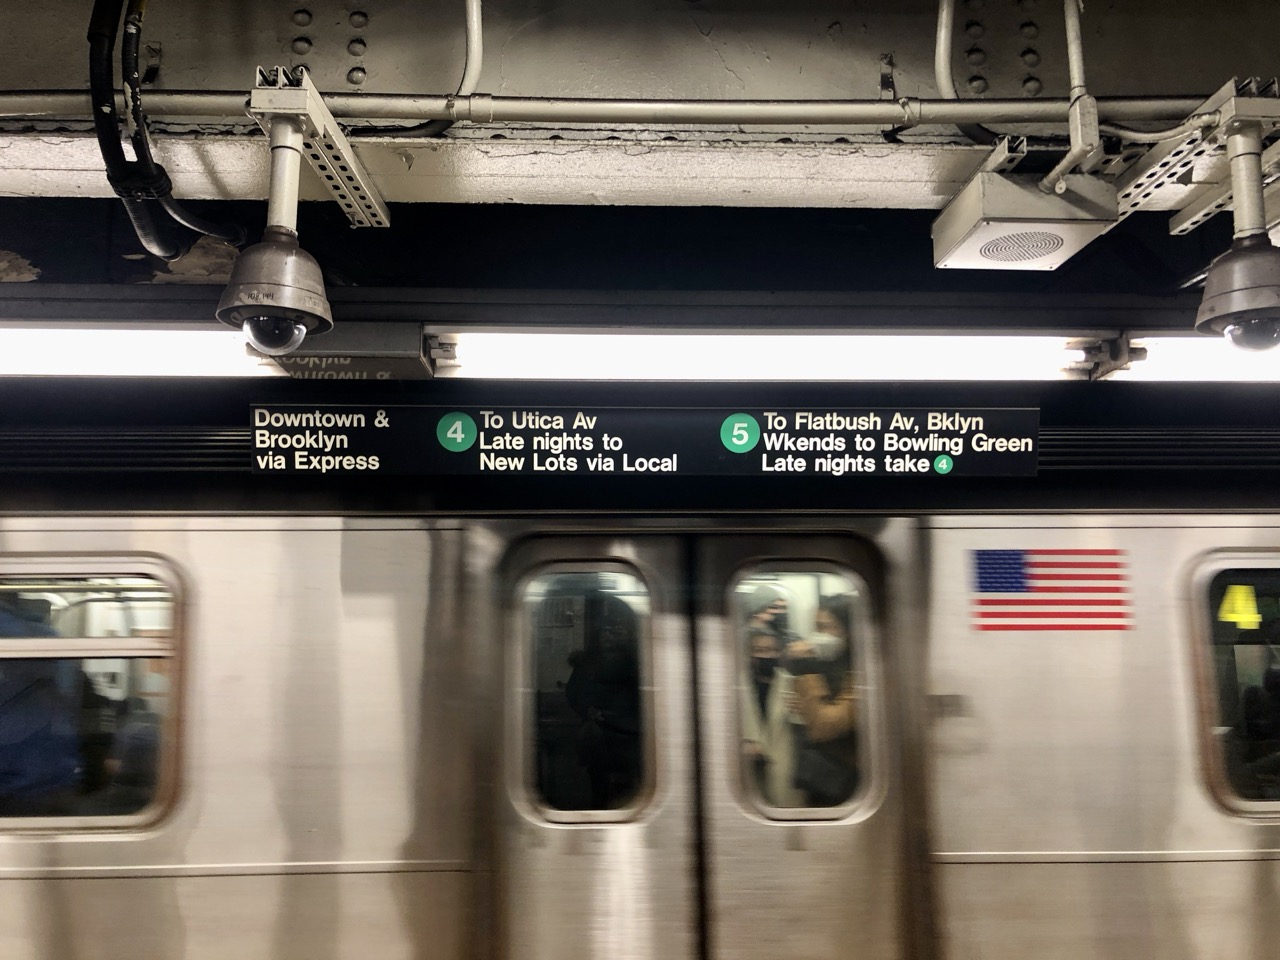 Downtown &
Brooklyn
via Express
4
To Utica Av
Late nights to
New Lots via Local
5
To Flatbush Av, Bklyn
Wkends to Bowling Green
Late nights take 4
4